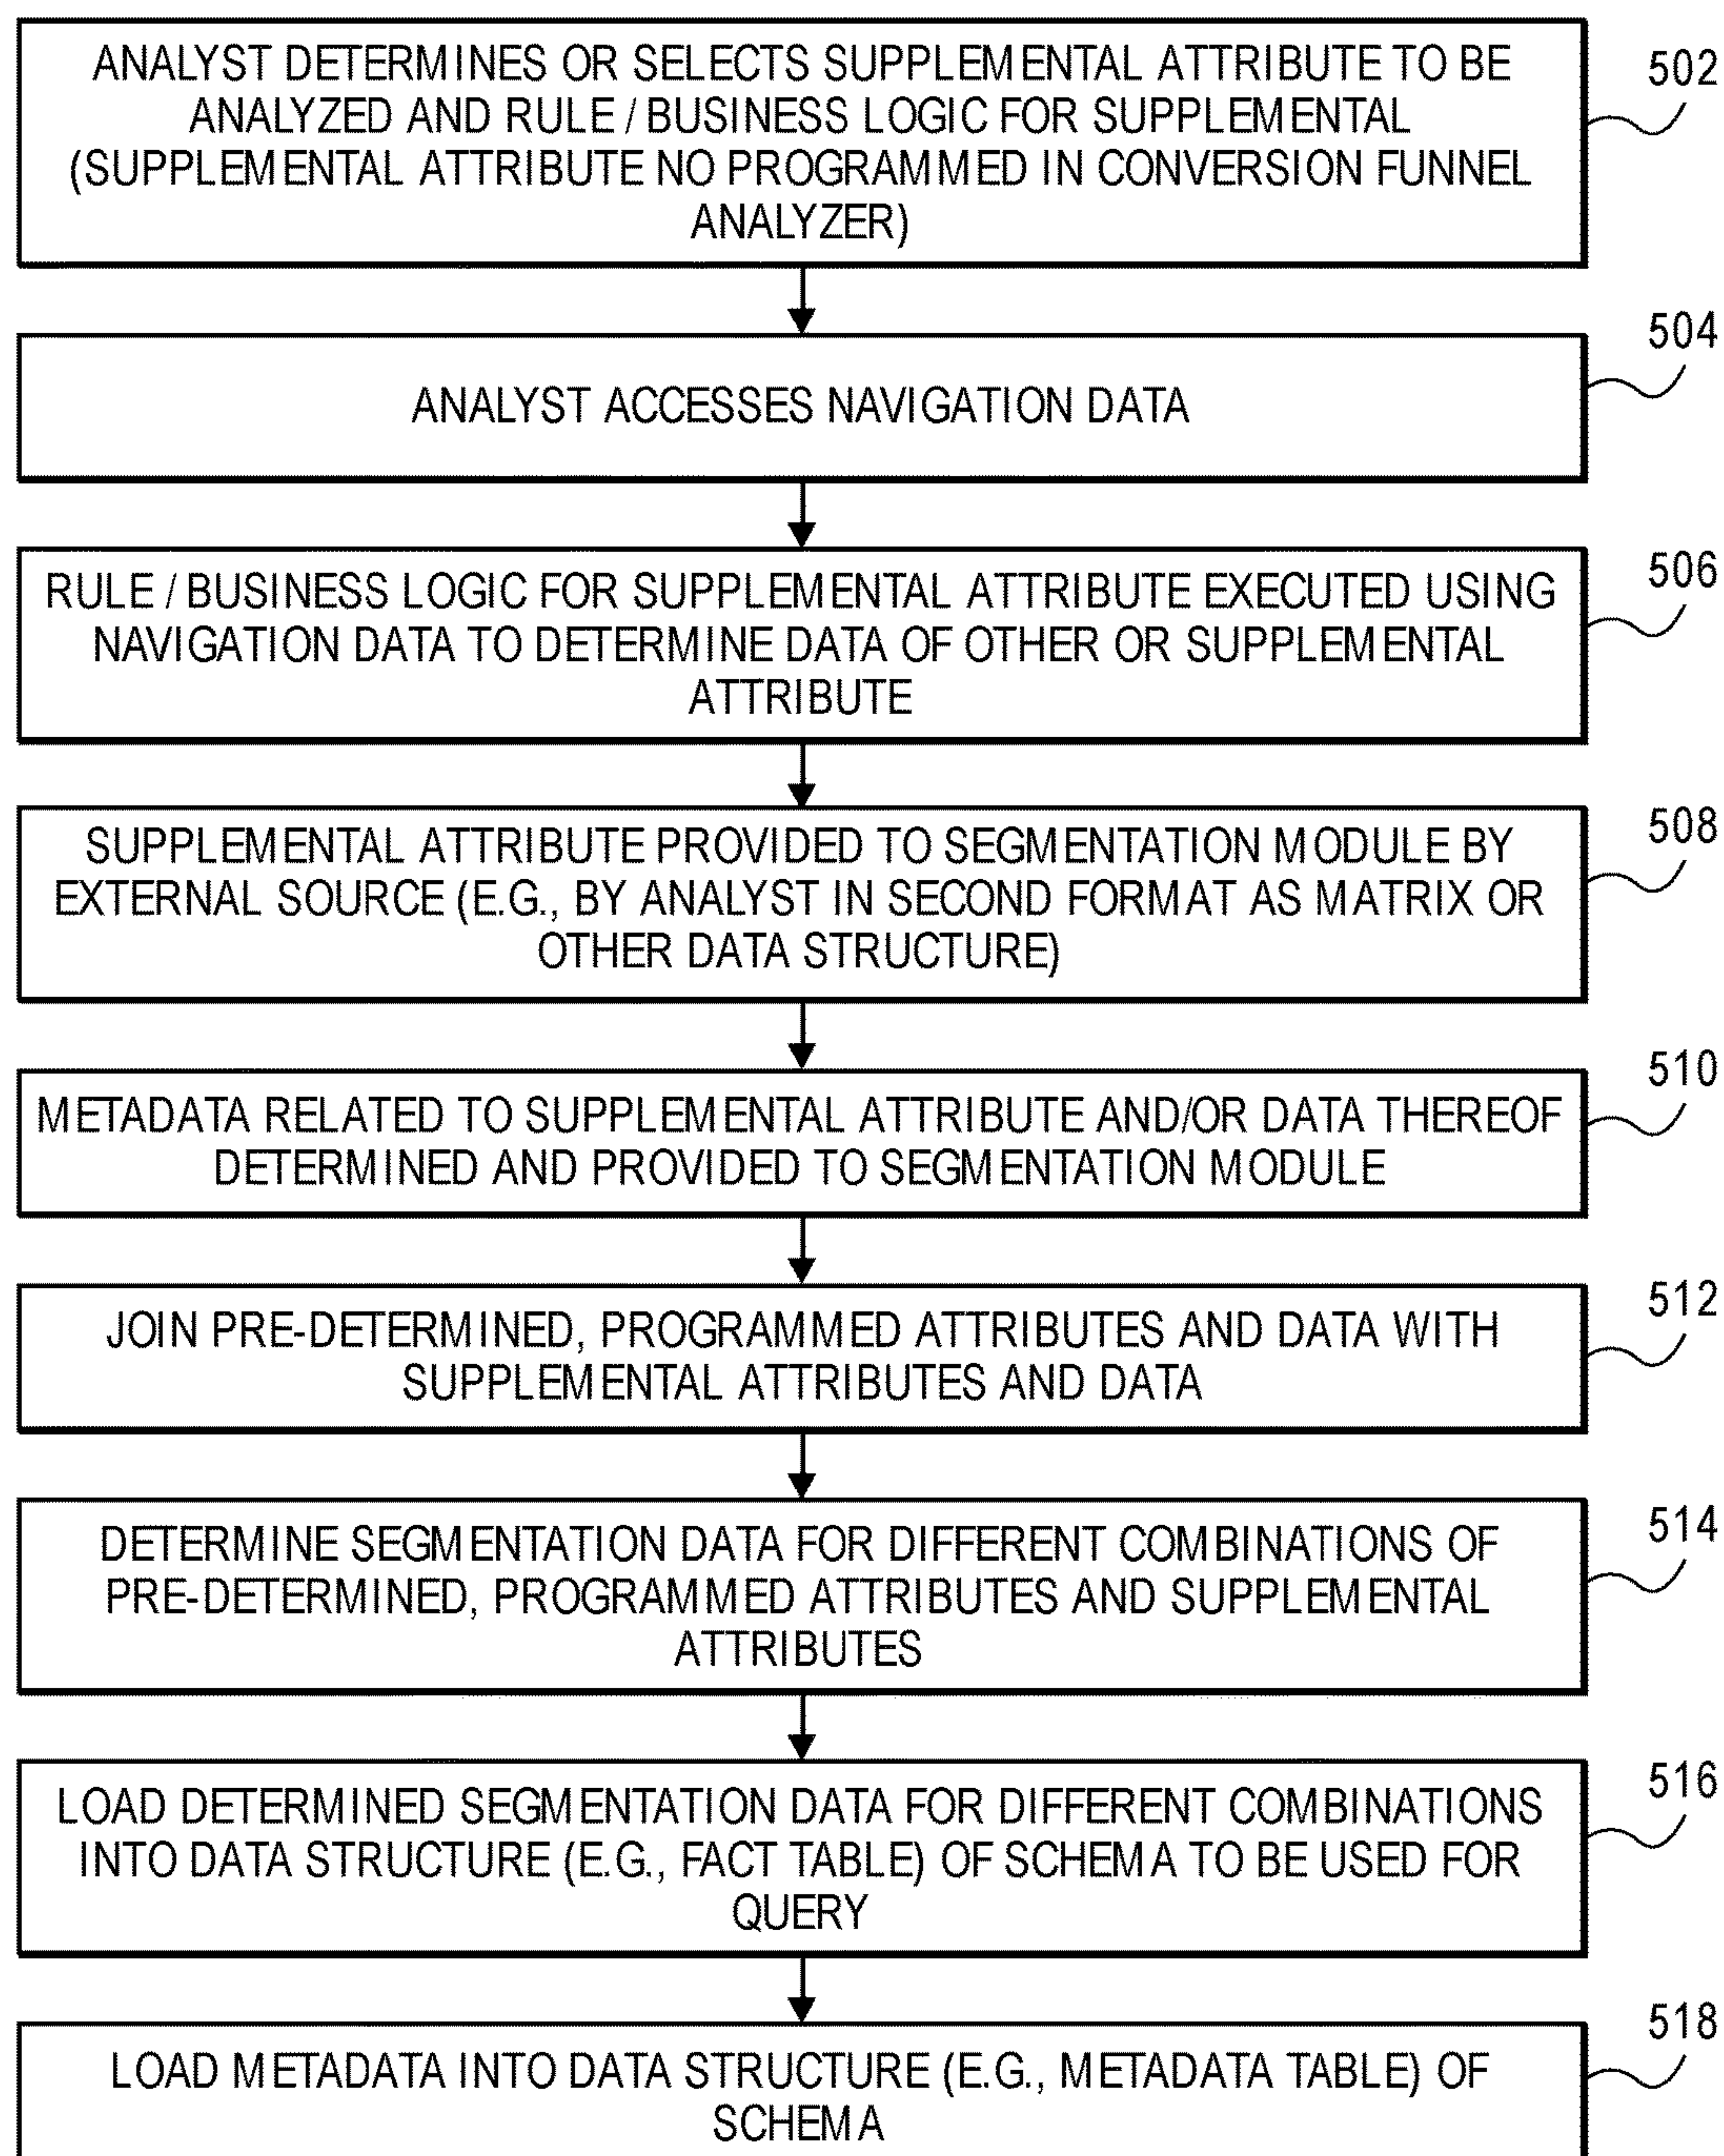 ANALYST DETERMINES OR SELECTS SUPPLEMENTAL ATTRIBUTE TO BE
ANALYZED AND RULE / BUSINESS LOGIC FOR SUPPLEMENTAL
(SUPPLEMENTAL ATTRIBUTE NO PROGRAMMED IN CONVERSION FUNNEL
ANALYZER)
502
ANALYST ACCESSES NAVIGATION DATA
504
RULE / BUSINESS LOGIC FOR SUPPLEMENTAL ATTRIBUTE EXECUTED USING
NAVIGATION DATA TO DETERMINE DATA OF OTHER OR SUPPLEMENTAL
ATTRIBUTE
506
SUPPLEMENTAL ATTRIBUTE PROVIDED TO SEGMENTATION MODULE BY
EXTERNAL SOURCE (E.G., BY ANALYST IN SECOND FORMAT AS MATRIX OR
OTHER DATA STRUCTURE)
508
METADATA RELATED TO SUPPLEMENTAL ATTRIBUTE AND/OR DATA THEREOF
DETERMINED AND PROVIDED TO SEGMENTATION MODULE
510
JOIN PRE-DETERMINED, PROGRAMMED ATTRIBUTES AND DATA WITH
SUPPLEMENTAL ATTRIBUTES AND DATA
512
DETERMINE SEGMENTATION DATA FOR DIFFERENT COMBINATIONS OF
PRE-DETERMINED, PROGRAMMED ATTRIBUTES AND SUPPLEMENTAL
ATTRIBUTES
514
LOAD DETERMINED SEGMENTATION DATA FOR DIFFERENT COMBINATIONS
INTO DATA STRUCTURE (E.G., FACT TABLE) OF SCHEMA TO BE USED FOR
QUERY
516
LOAD METADATA INTO DATA STRUCTURE (E.G., METADATA TABLE) OF
SCHEMA
518